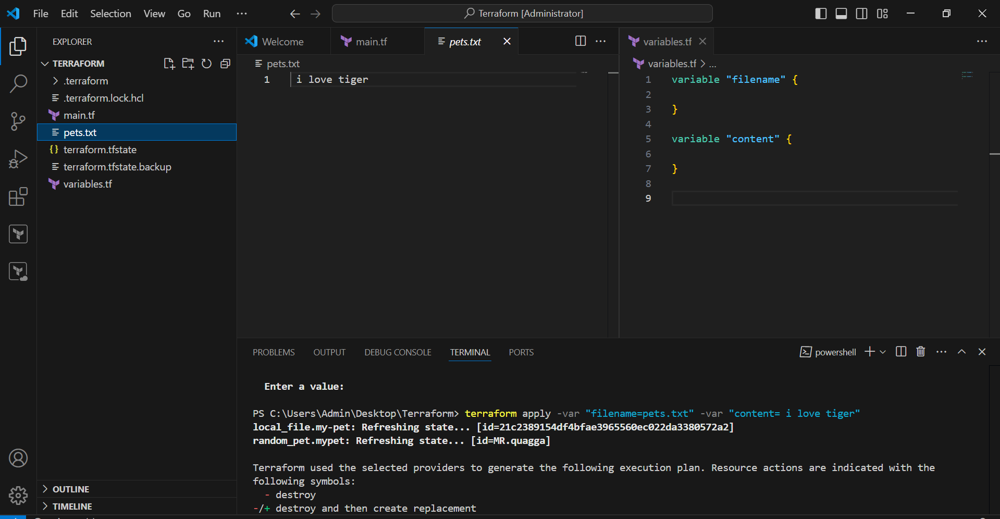 File Edit Selection View Go Run ···
Terraform [Administrator]
EXPLORER ···
TERRAFORM
.terraform
.terraform.lock.hcl
main.tf
pets.txt
terraform.tfstate
terraform.tfstate.backup
variables.tf
OUTLINE
TIMELINE
Welcome main.tf pets.txt
pets.txt
1 i love tiger
variables.tf
variables.tf > ...
1 variable "filename" {
2
3 }
4
5 variable "content" {
6
7 }
8
9
PROBLEMS OUTPUT DEBUG CONSOLE TERMINAL PORTS
powershell
Enter a value:
PS C:\Users\Admin\Desktop\Terraform> terraform apply -var "filename=pets.txt" -var "content= i love tiger"
local_file.my-pet: Refreshing state... [id=21c2389154df4bfae3965560ec022da3380572a2]
random_pet.mypet: Refreshing state... [id=MR.quagga]
Terraform used the selected providers to generate the following execution plan. Resource actions are indicated with the
following symbols:
- destroy
-/+ destroy and then create replacement